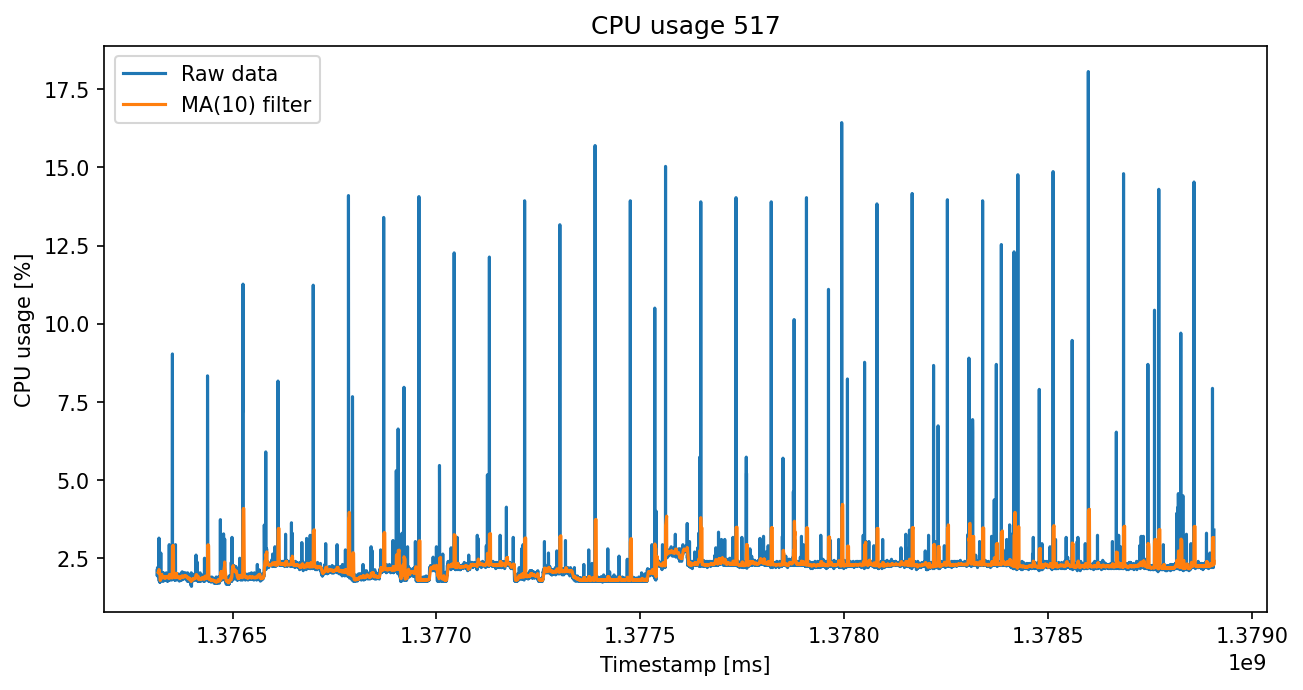 CPU usage 517
Raw data
MA(10) filter
17.5
15.0
12.5
10.0
7.5
5.0
2.5
CPU usage [%]
1.3765
1.3770
1.3775
1.3780
1.3785
1.3790
1e9
Timestamp [ms]